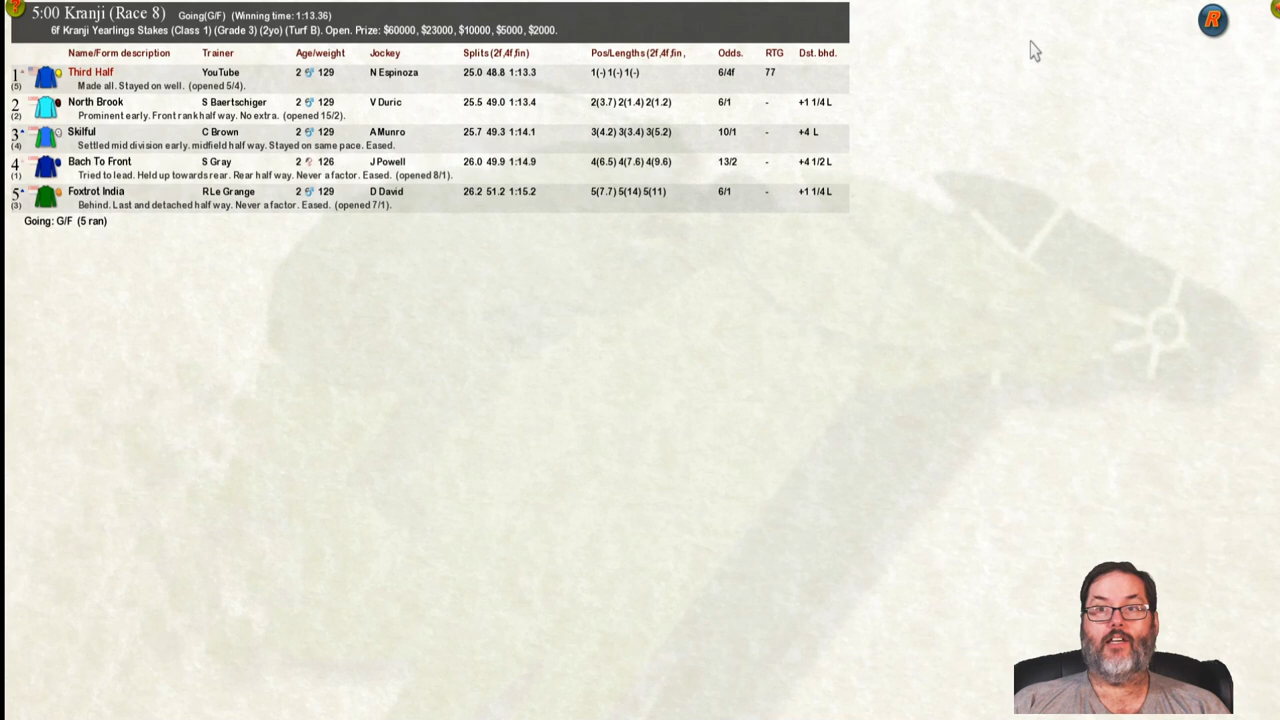 5:00 Kranji (Race 8) Going(G/F) (Winning time: 1:13.36)
6f Kranji Yearlings Stakes (Class 1) (Grade 3) (2yo) (Turf B). Open. Prize: $60000, $23000, $10000, $5000, $2000.
Name/Form description Trainer Age/weight Jockey Splits (2f,4f,fin) Pos/Lengths (2f,4f,fin, Odds. RTG Dst. bhd.
1 Third Half YouTube 2 129 N Espinoza 25.0 48.8 1:13.3 1(-) 1(-) 1(-) 6/4f 77
(5) Made all. Stayed on well. (opened 5/4).
2 North Brook S Baertschiger 2 129 V Duric 25.5 49.0 1:13.4 2(3.7) 2(1.4) 2(1.2) 6/1 - +1 1/4 L
(2) Prominent early. Front rank half way. No extra. (opened 15/2).
3 Skilful C Brown 2 129 A Munro 25.7 49.3 1:14.1 3(4.2) 3(3.4) 3(5.2) 10/1 - +4 L
(4) Settled mid division early. midfield half way. Stayed on same pace. Eased.
4 Bach To Front S Gray 2 126 J Powell 26.0 49.9 1:14.9 4(6.5) 4(7.6) 4(9.6) 13/2 - +4 1/2 L
(1) Tried to lead. Held up towards rear. Rear half way. Never a factor. Eased. (opened 8/1).
5 Foxtrot India R Le Grange 2 129 D David 26.2 51.2 1:15.2 5(7.7) 5(14) 5(11) 6/1 - +1 1/4 L
(3) Behind. Last and detached half way. Never a factor. Eased. (opened 7/1).
Going: G/F (5 ran)
?
R